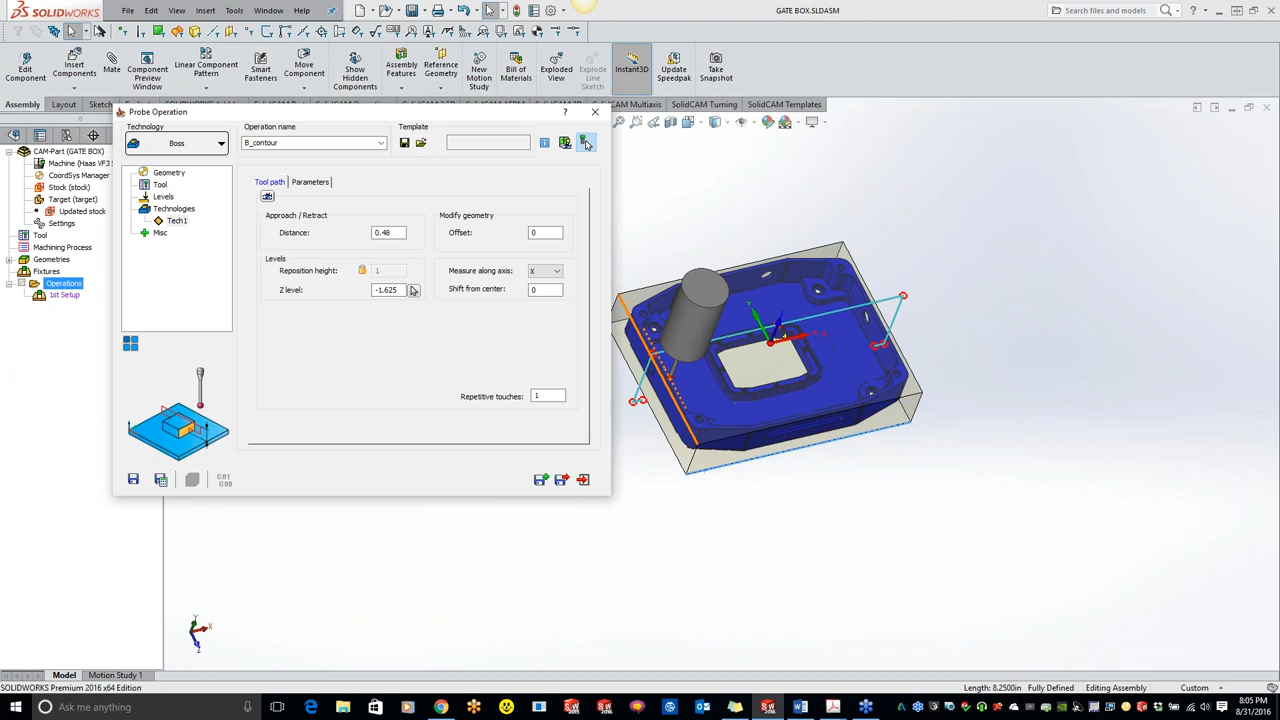 SOLIDWORKS
File Edit View Insert Tools Window Help
GATE BOX.SLDASM
Search files and models
Edit Component
Insert Components
Mate
Component Preview Window
Linear Component Pattern
Smart Fasteners
Move Component
Show Hidden Components
Assembly Features
Reference Geometry
New Motion Study
Bill of Materials
Exploded View
Explode Line Sketch
Instant3D
Update Speedpak
Take Snapshot
Assembly Layout Sketch
SolidCAM Multiaxis SolidCAM Turning SolidCAM Templates
CAM-Part (GATE BOX)
Machine (Haas VF3
CoordSys Manager
Stock (stock)
Target (target)
Updated stock
Settings
Tool
Machining Process
Geometries
Fixtures
Operations
1st Setup
Probe Operation
Technology
Boss
Operation name
B_contour
Template
Geometry
Tool
Levels
Technologies
Tech1
Misc
Tool path Parameters
Approach / Retract
Distance: 0.48
Modify geometry
Offset: 0
Levels
Reposition height: 1
Z level: -1.625
Measure along axis: X
Shift from center: 0
Repetitive touches: 1
G01
G00
Model Motion Study 1
SOLIDWORKS Premium 2016 x64 Edition
Length: 8.2500in Fully Defined Editing Assembly Custom
Ask me anything
8:05 PM
8/31/2016